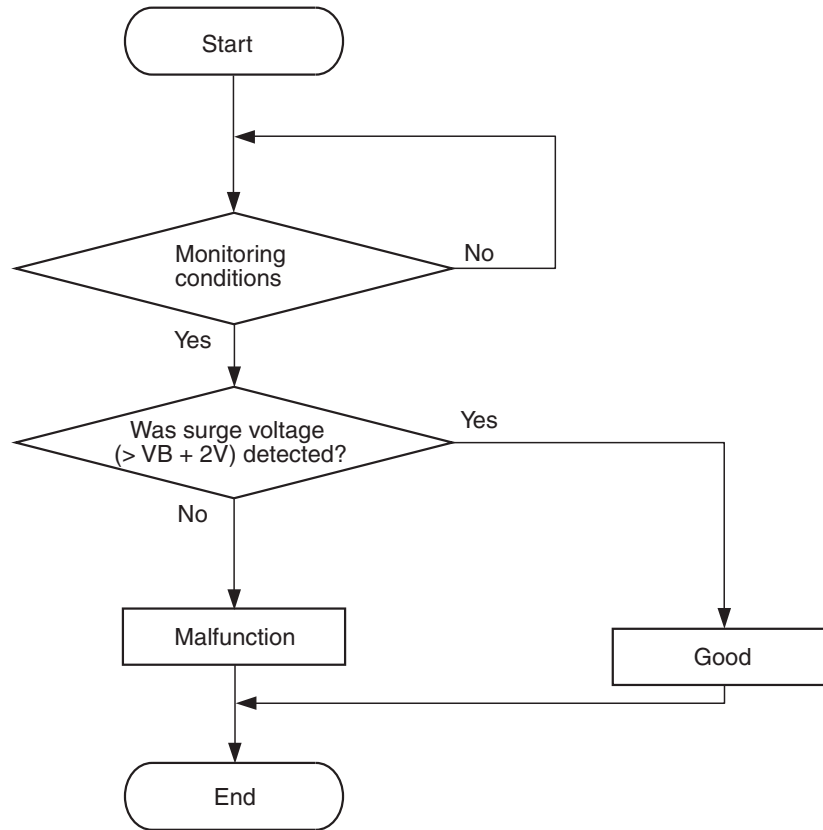 Start
Monitoring
conditions
No
Yes
Was surge voltage
(> VB + 2V) detected?
Yes
No
Malfunction
Good
End